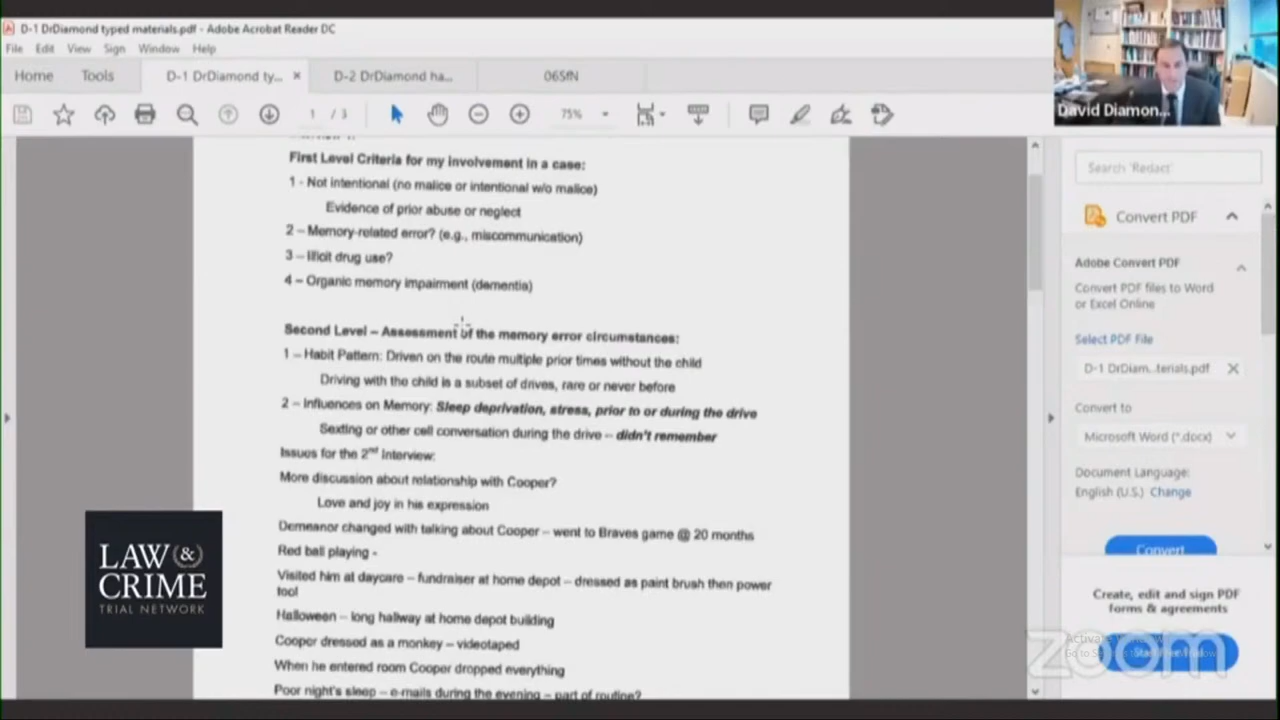 D-1 DrDiamond typed materials.pdf - Adobe Acrobat Reader DC
File Edit View Sign Window Help
Home Tools D-1 DrDiamond ty... × D-2 DrDiamond ha... 06SfN
1 / 3 75%
David Diamon...
First Level Criteria for my involvement in a case:
1 - Not intentional (no malice or intentional w/o malice)
Evidence of prior abuse or neglect
2 – Memory-related error? (e.g., miscommunication)
3 – Illicit drug use?
4 – Organic memory impairment (dementia)
Second Level – Assessment of the memory error circumstances:
1 – Habit Pattern: Driven on the route multiple prior times without the child
Driving with the child is a subset of drives, rare or never before
2 – Influences on Memory: Sleep deprivation, stress, prior to or during the drive
Sexting or other cell conversation during the drive – didn't remember
Issues for the 2nd Interview:
More discussion about relationship with Cooper?
Love and joy in his expression
Demeanor changed with talking about Cooper – went to Braves game @ 20 months
Red ball playing -
Visited him at daycare – fundraiser at home depot – dressed as paint brush then power
tool
Halloween – long hallway at home depot building
Cooper dressed as a monkey – videotaped
When he entered room Cooper dropped everything
Poor night's sleep – e-mails during the evening – part of routine?
Search 'Redact'
Convert PDF
Adobe Convert PDF
Convert PDF files to Word
or Excel Online
Select PDF File
D-1 DrDiam...terials.pdf ×
Convert to
Microsoft Word (*.docx)
Document Language:
English (U.S.) Change
Convert
Create, edit and sign PDF
forms & agreements
Activate
zoom
LAW &
CRIME
TRIAL NETWORK